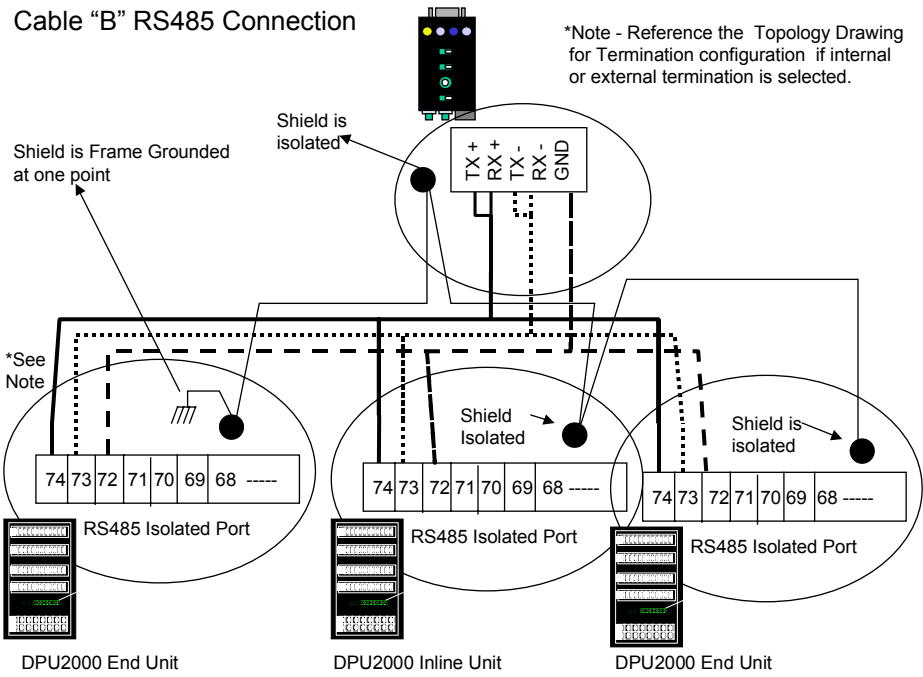 Cable “B” RS485 Connection
*Note - Reference the Topology Drawing
for Termination configuration if internal
or external termination is selected.
Shield is
isolated
Shield is Frame Grounded
at one point
TX +
RX +
TX -
RX -
GND
*See
Note
Shield
Isolated
Shield is
isolated
74 73 72 71 70 69 68 -----
74 73 72 71 70 69 68 -----
74 73 72 71 70 69 68 -----
RS485 Isolated Port
RS485 Isolated Port
RS485 Isolated Port
DPU2000 End Unit
DPU2000 Inline Unit
DPU2000 End Unit